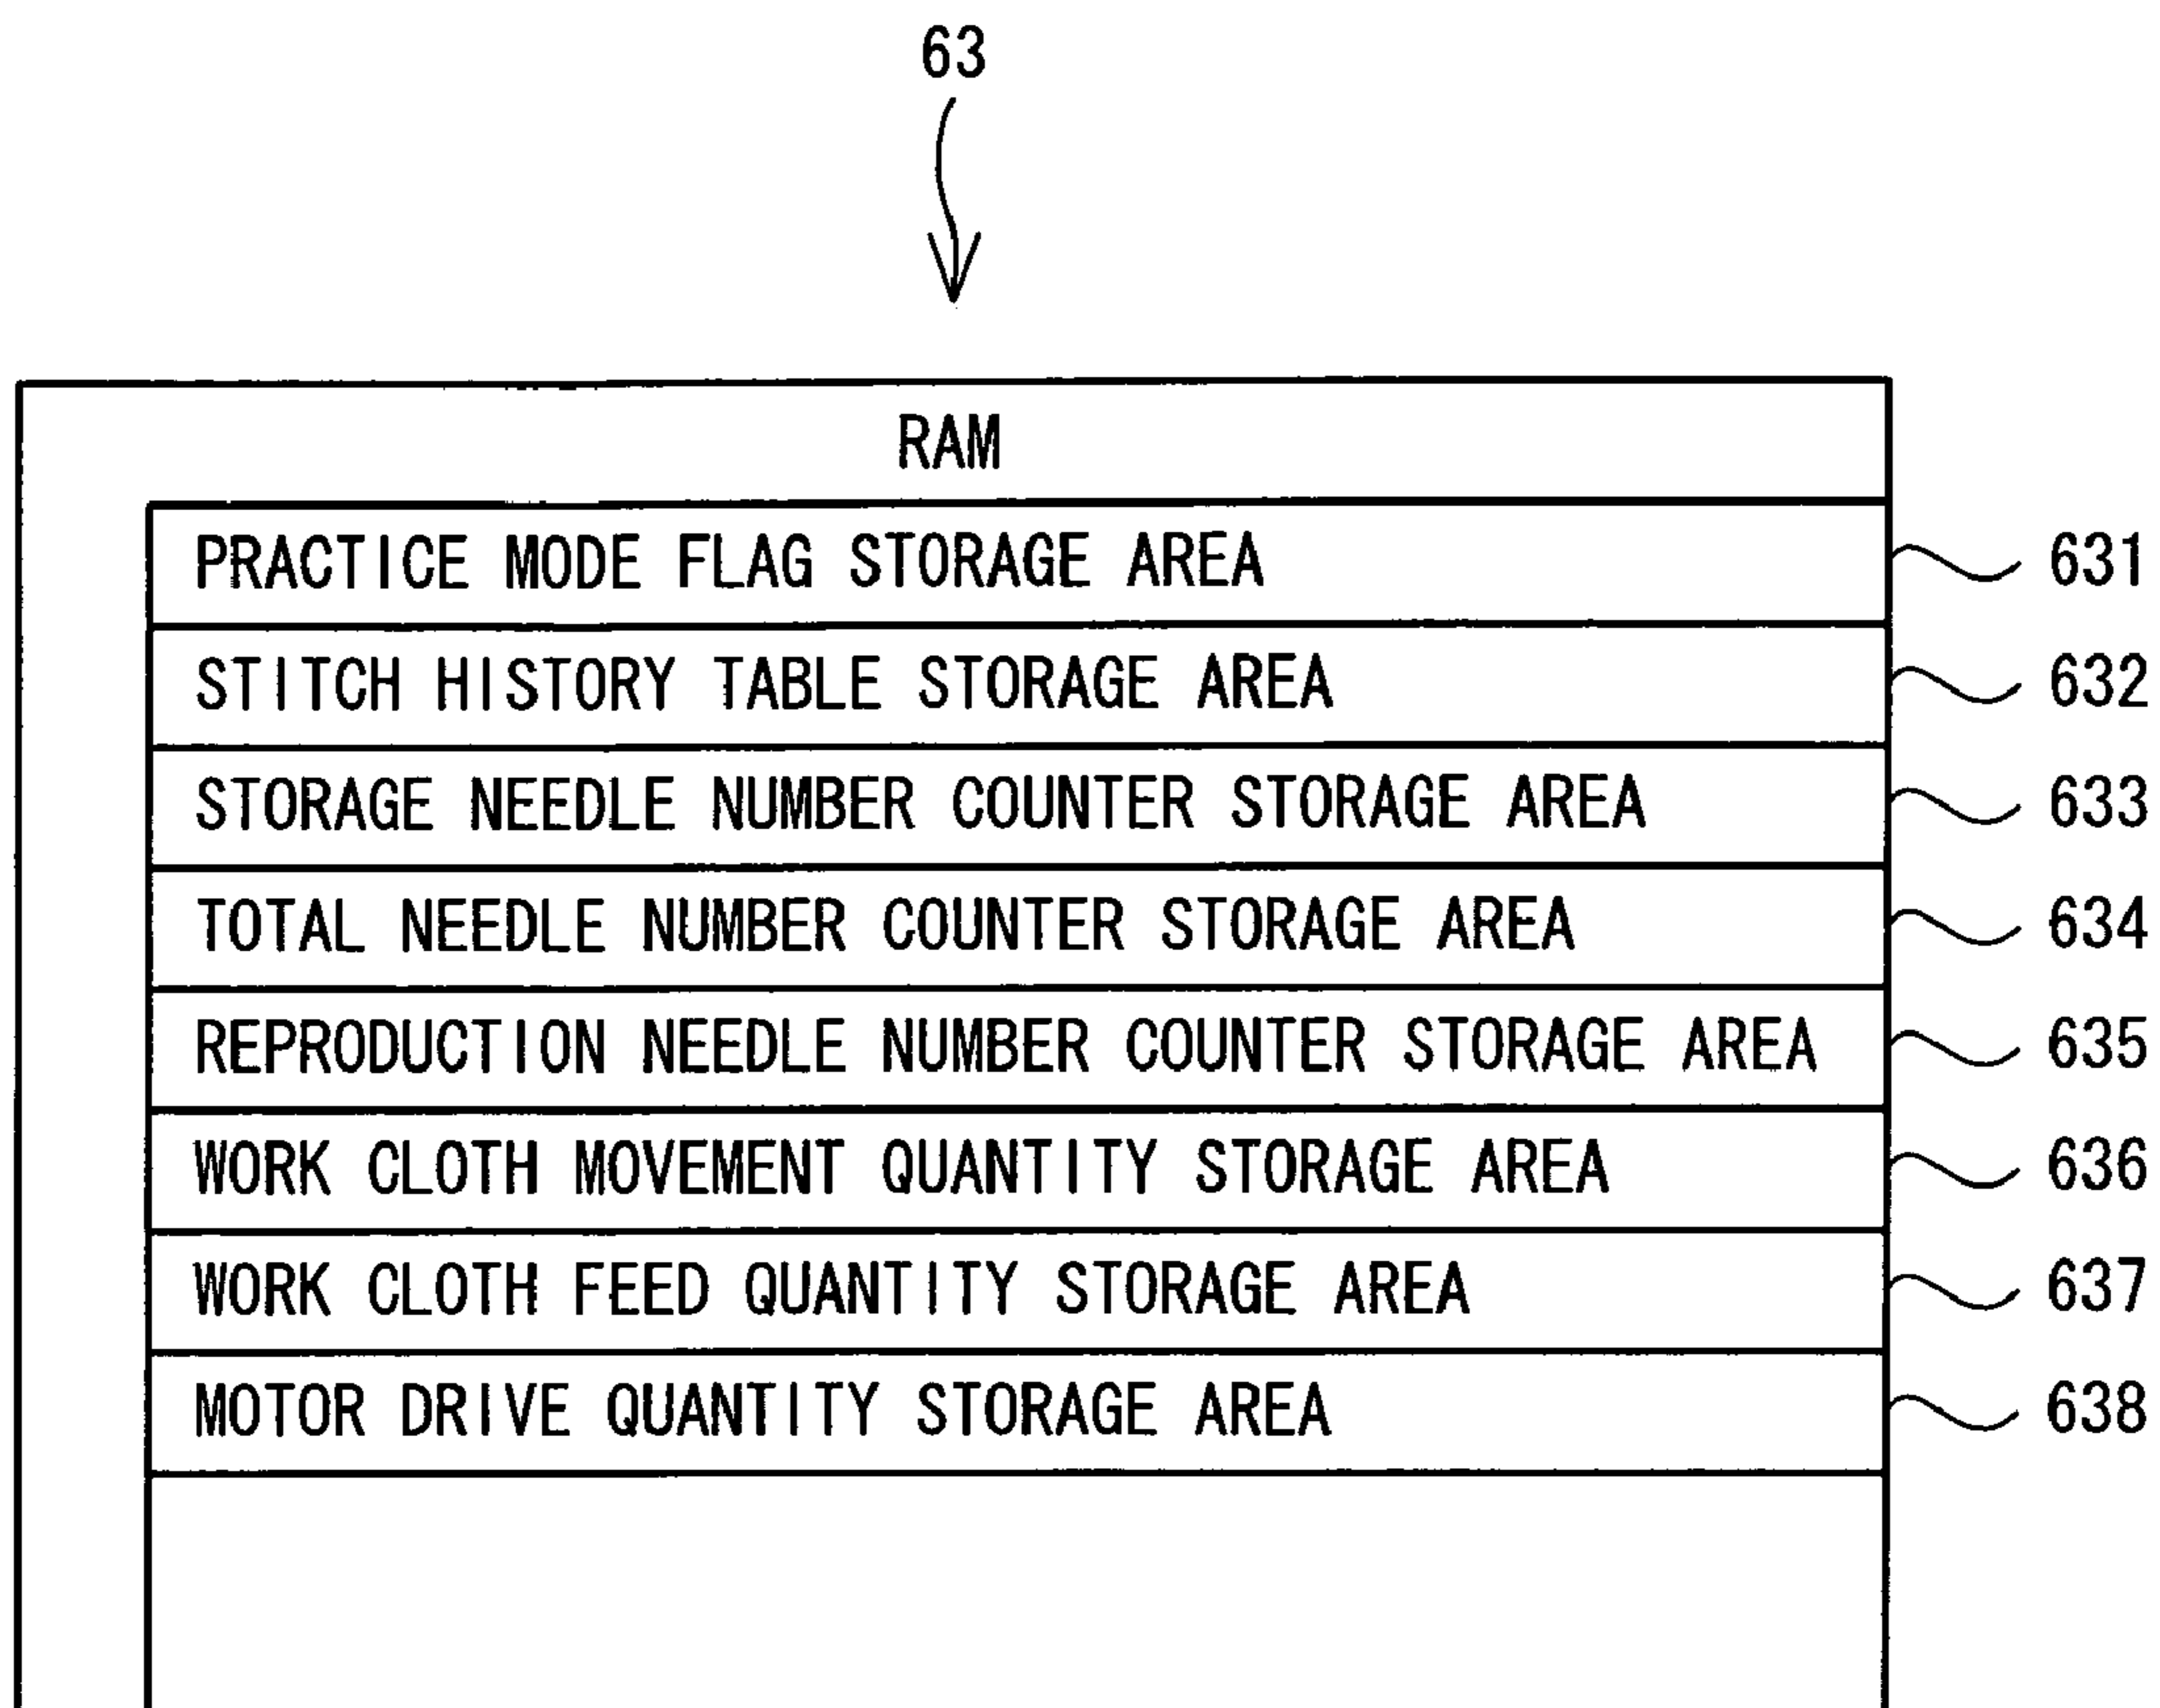 63
RAM
PRACTICE MODE FLAG STORAGE AREA 631
STITCH HISTORY TABLE STORAGE AREA 632
STORAGE NEEDLE NUMBER COUNTER STORAGE AREA 633
TOTAL NEEDLE NUMBER COUNTER STORAGE AREA 634
REPRODUCTION NEEDLE NUMBER COUNTER STORAGE AREA 635
WORK CLOTH MOVEMENT QUANTITY STORAGE AREA 636
WORK CLOTH FEED QUANTITY STORAGE AREA 637
MOTOR DRIVE QUANTITY STORAGE AREA 638